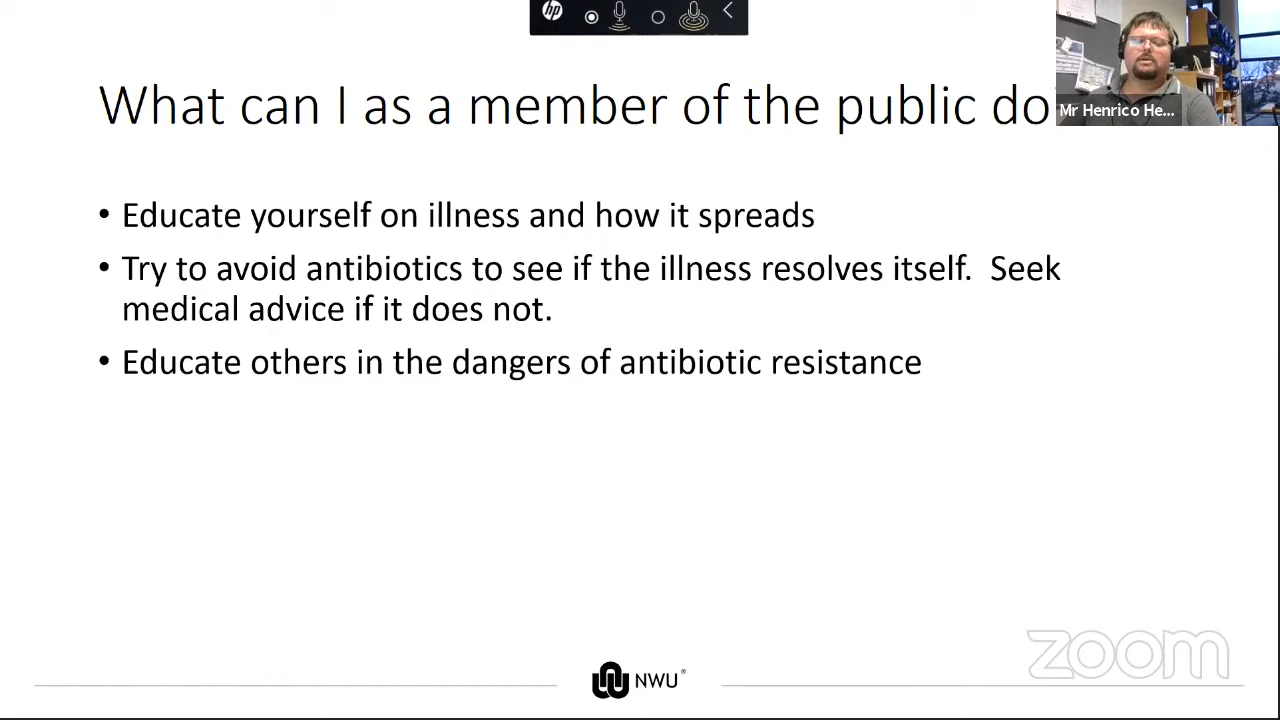 hp
What can I as a member of the public do
Mr Henrico He...
• Educate yourself on illness and how it spreads
• Try to avoid antibiotics to see if the illness resolves itself.  Seek
medical advice if it does not.
• Educate others in the dangers of antibiotic resistance
zoom
NWU®